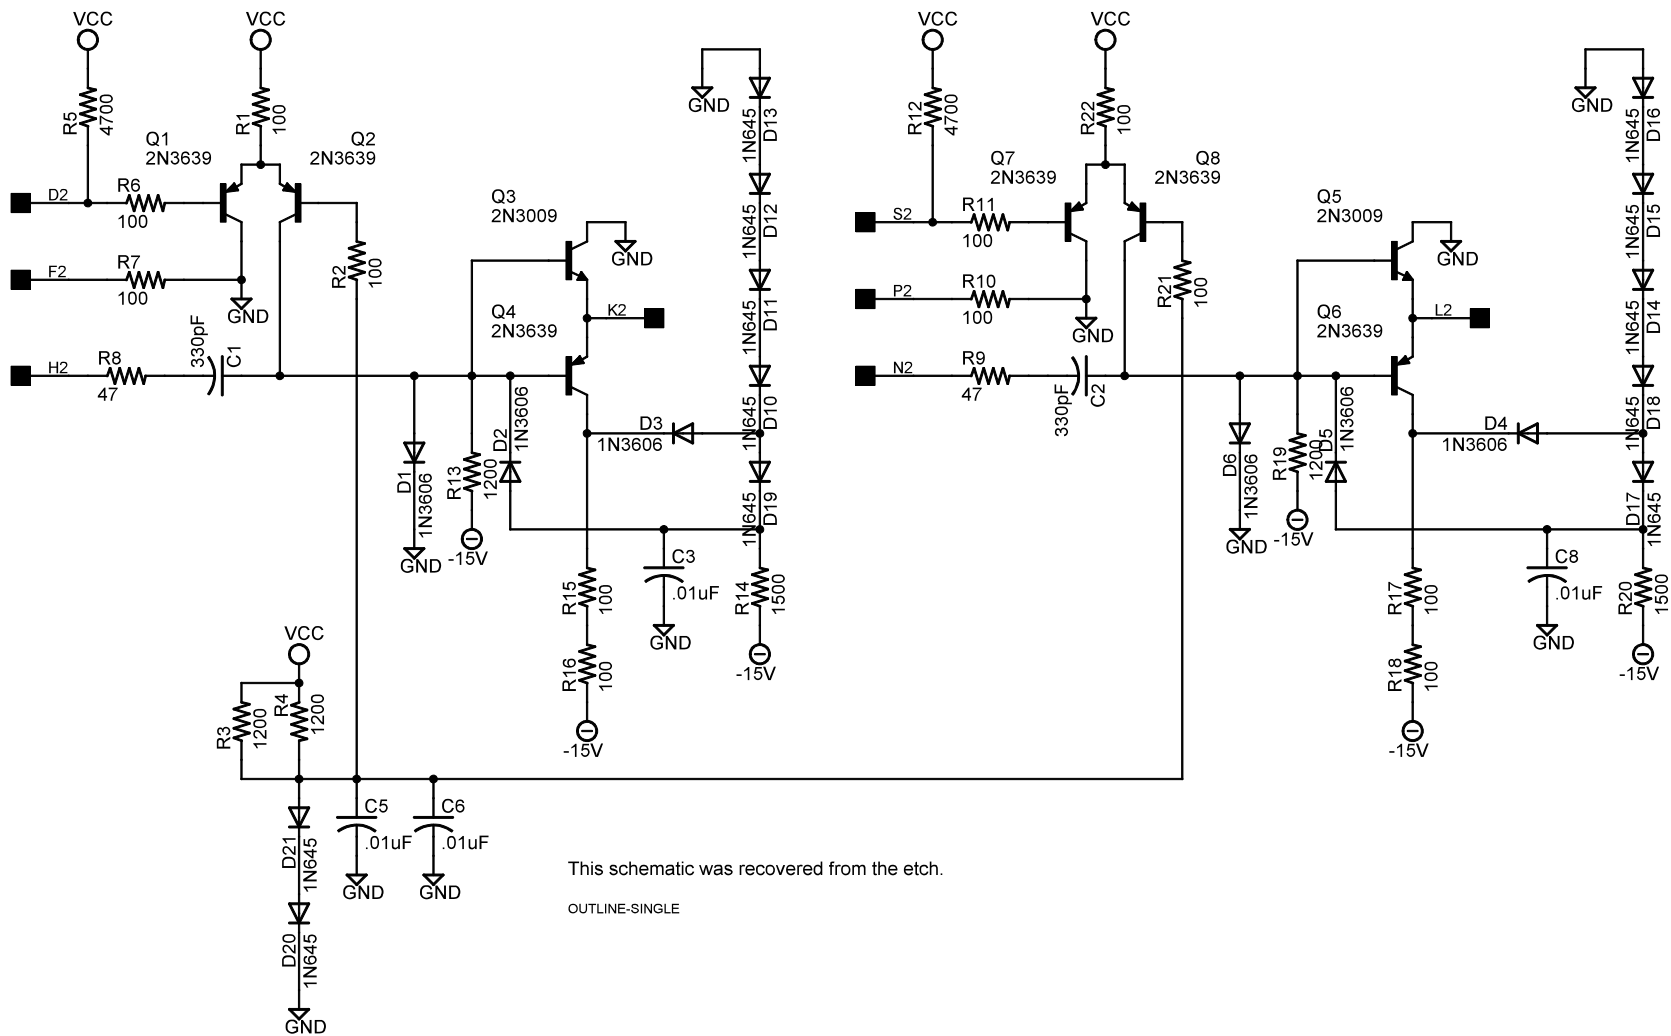 VCC
VCC
VCC
VCC
R5
4700
R1
100
GND
1N645
D13
R12
4700
R22
100
GND
1N645
D16
Q1
2N3639
Q2
2N3639
Q7
2N3639
Q8
2N3639
D2
R6
100
Q3
2N3009
1N645
D12
S2
R11
100
Q5
2N3009
1N645
D15
F2
R7
100
GND
R2
100
GND
1N645
D11
P2
R10
100
GND
R21
100
GND
1N645
D14
Q4
2N3639
K2
Q6
2N3639
L2
H2
R8
47
330pF
C1
1N645
D10
N2
R9
47
330pF
C2
1N645
D18
D1
1N3606
GND
R13
1200
-15V
D2
1N3606
D3
1N3606
1N645
D19
D6
1N3606
GND
R19
1200
-15V
D5
1N3606
D4
1N3606
D17
1N645
R15
100
C3
.01uF
GND
R14
1500
-15V
R17
100
C8
.01uF
GND
R20
1500
-15V
R16
100
-15V
R18
100
-15V
VCC
R3
1200
R4
1200
D21
1N645
C5
.01uF
GND
C6
.01uF
GND
D20
1N645
GND
This schematic was recovered from the etch.
OUTLINE-SINGLE